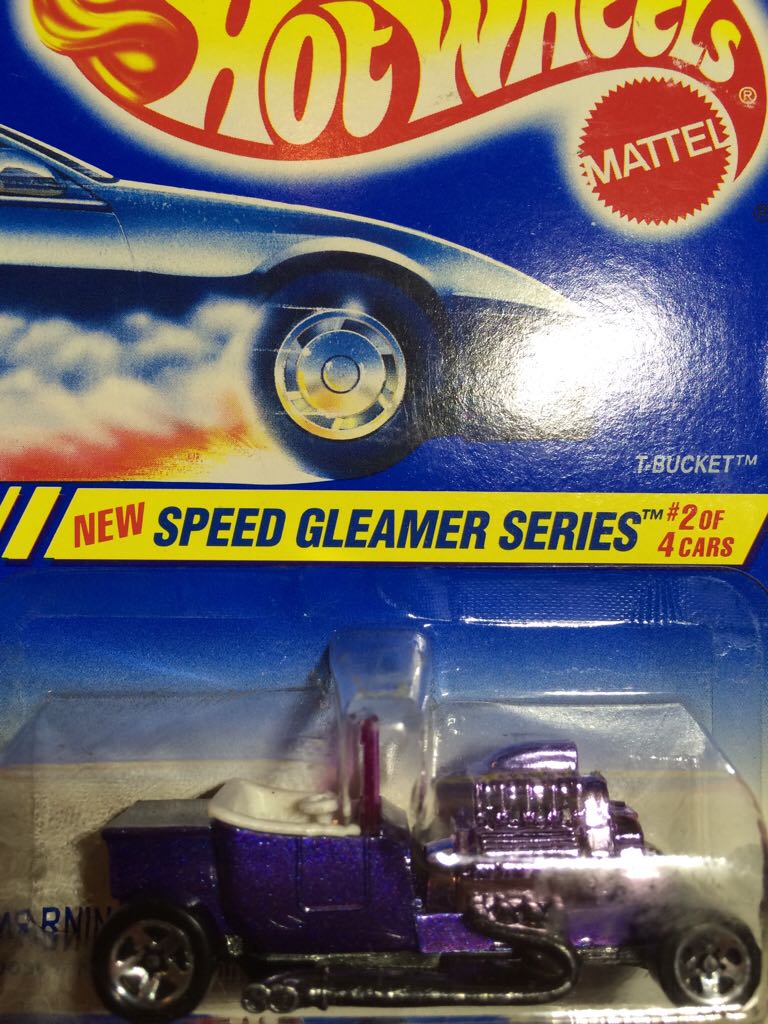 HOT WHEELS
®
MATTEL
®
T-BUCKET™
NEW SPEED GLEAMER SERIES™ #2 OF
4 CARS